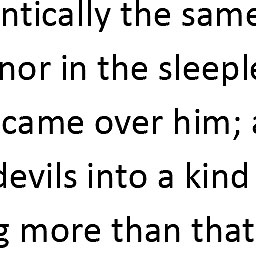 ntically the same
nor in the sleeple
came over him; a
devils into a kind
g more than that